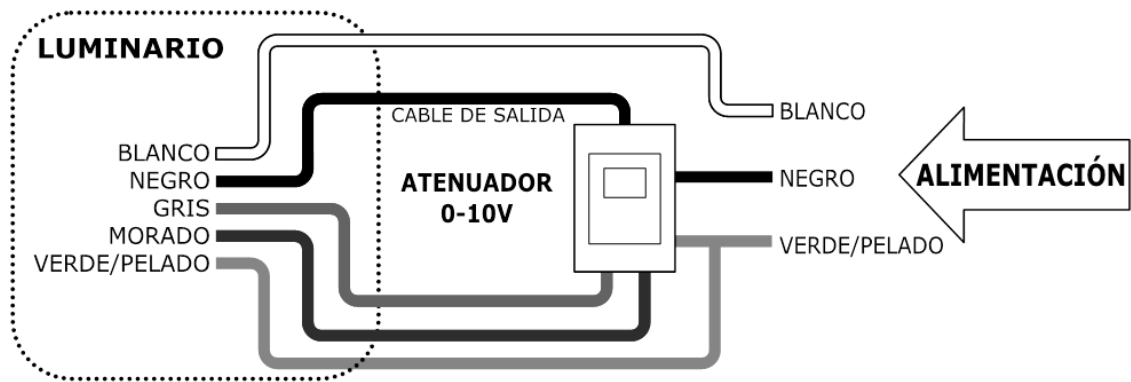 LUMINARIO
CABLE DE SALIDA
BLANCO
BLANCO
NEGRO
GRIS
MORADO
VERDE/PELADO
ATENUADOR
0-10V
NEGRO
VERDE/PELADO
ALIMENTACIÓN